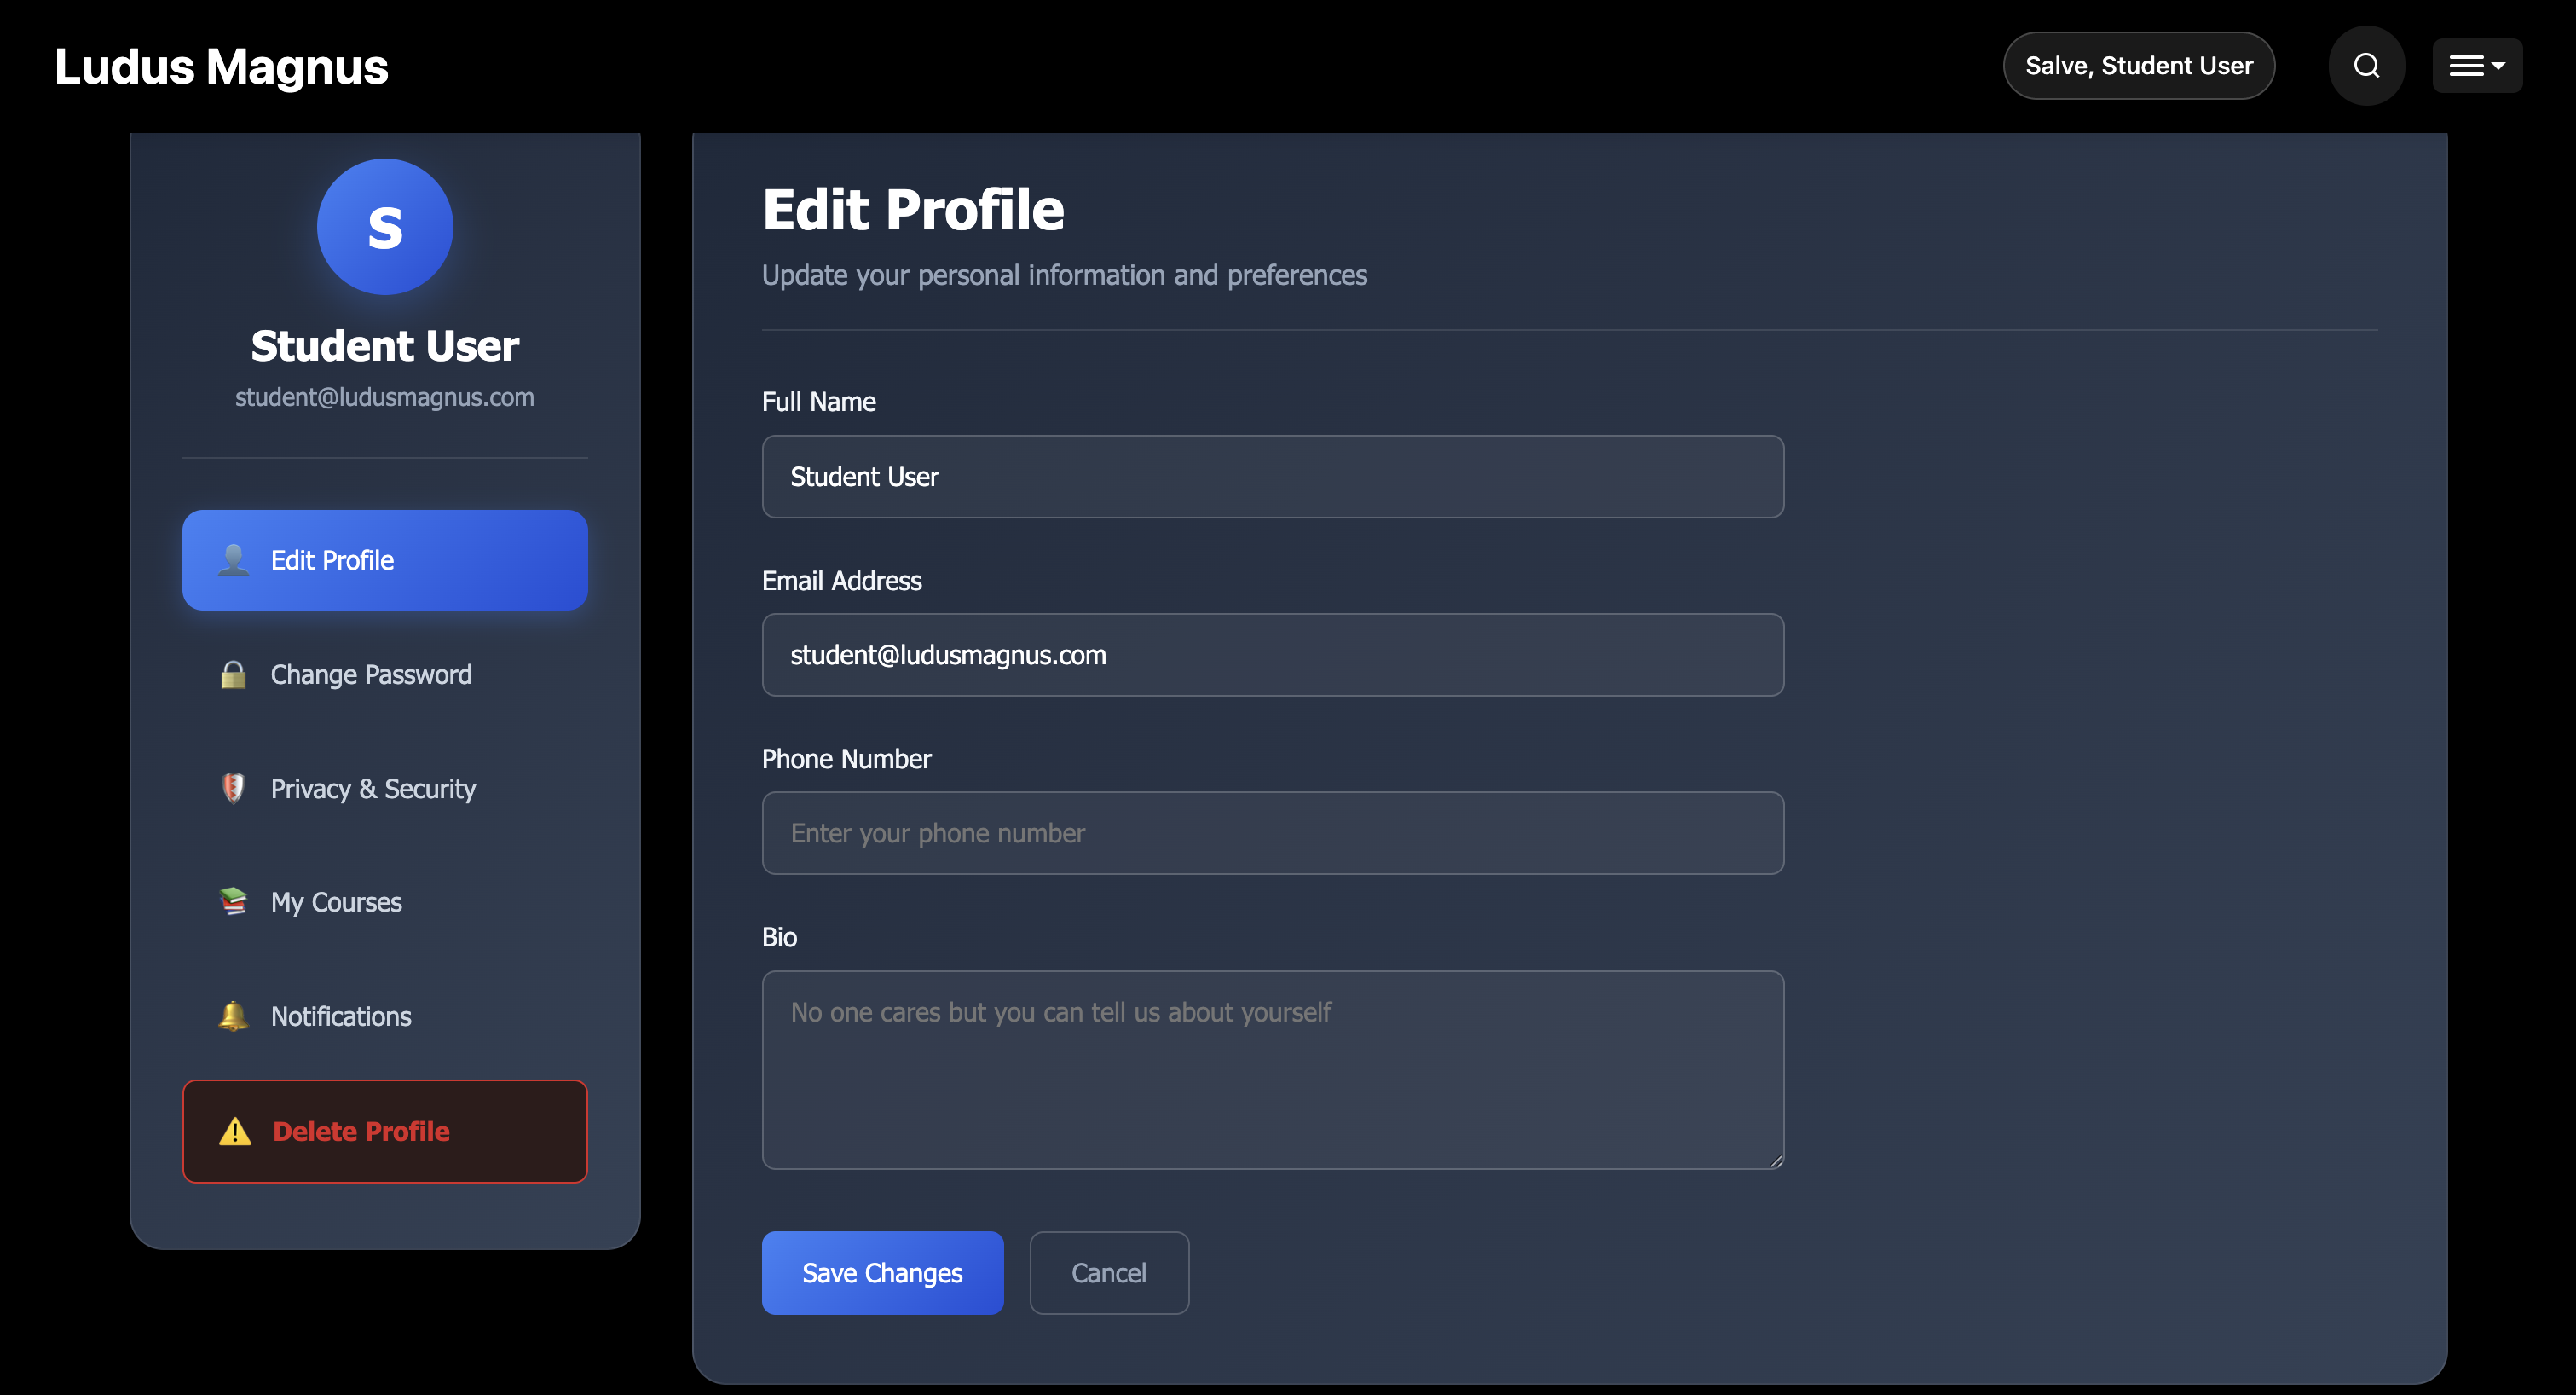 Ludus Magnus
Salve, Student User
S
Student User
student@ludusmagnus.com
Edit Profile
Change Password
Privacy & Security
My Courses
Notifications
Delete Profile
Edit Profile
Update your personal information and preferences
Full Name
Student User
Email Address
student@ludusmagnus.com
Phone Number
Enter your phone number
Bio
No one cares but you can tell us about yourself
Save Changes
Cancel